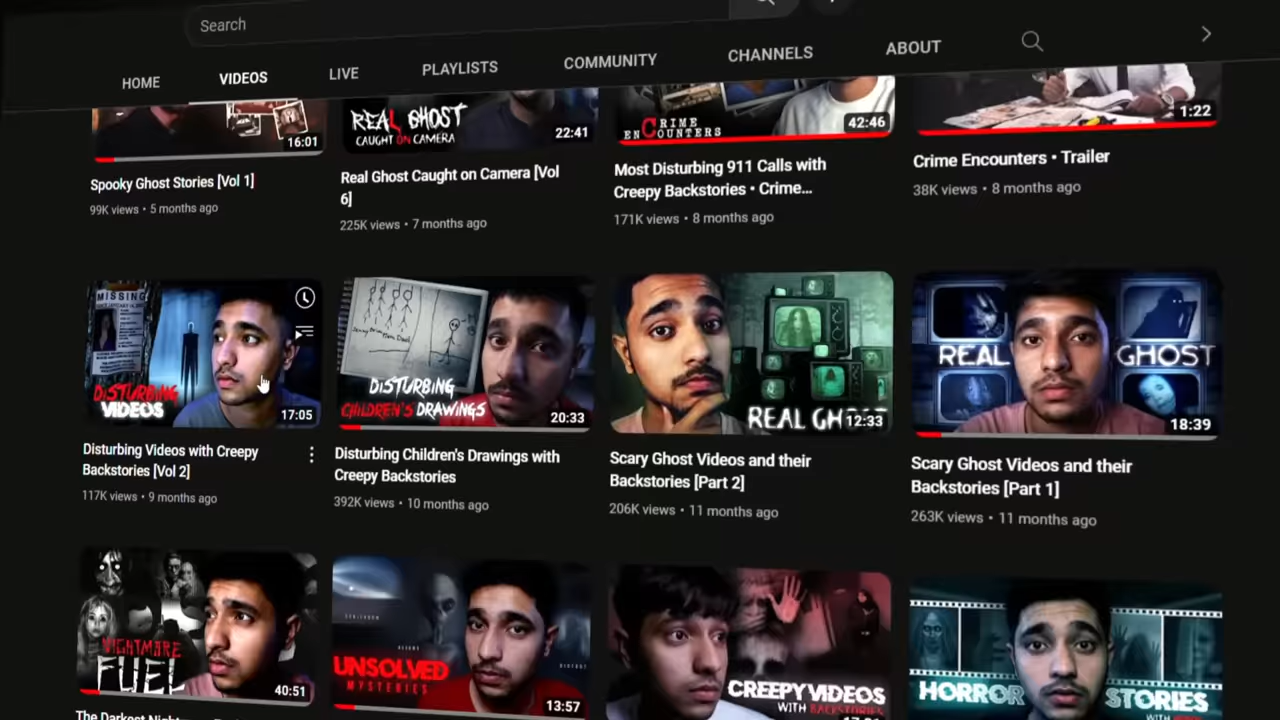 Search
HOME
VIDEOS
LIVE
PLAYLISTS
COMMUNITY
CHANNELS
ABOUT
16:01
REAL GHOST
CAUGHT ON CAMERA
22:41
CRIME
ENCOUNTERS
42:46
1:22
Spooky Ghost Stories [Vol 1]
99K views • 5 months ago
Real Ghost Caught on Camera [Vol
6]
225K views • 7 months ago
Most Disturbing 911 Calls with
Creepy Backstories • Crime...
171K views • 8 months ago
Crime Encounters • Trailer
38K views • 8 months ago
MISSING
DISTURBING
VIDEOS
17:05
DISTURBING
CHILDREN'S DRAWINGS
20:33
REAL GH
12:33
REAL GHOST
18:39
Disturbing Videos with Creepy
Backstories [Vol 2]
117K views • 9 months ago
Disturbing Children's Drawings with
Creepy Backstories
392K views • 10 months ago
Scary Ghost Videos and their
Backstories [Part 2]
206K views • 11 months ago
Scary Ghost Videos and their
Backstories [Part 1]
263K views • 11 months ago
NIGHTMARE
FUEL
40:51
UNSOLVED
MYSTERIES
13:57
CREEPY VIDEOS
WITH BACKSTORIES
HORROR STORIES
WITH
The Darkest